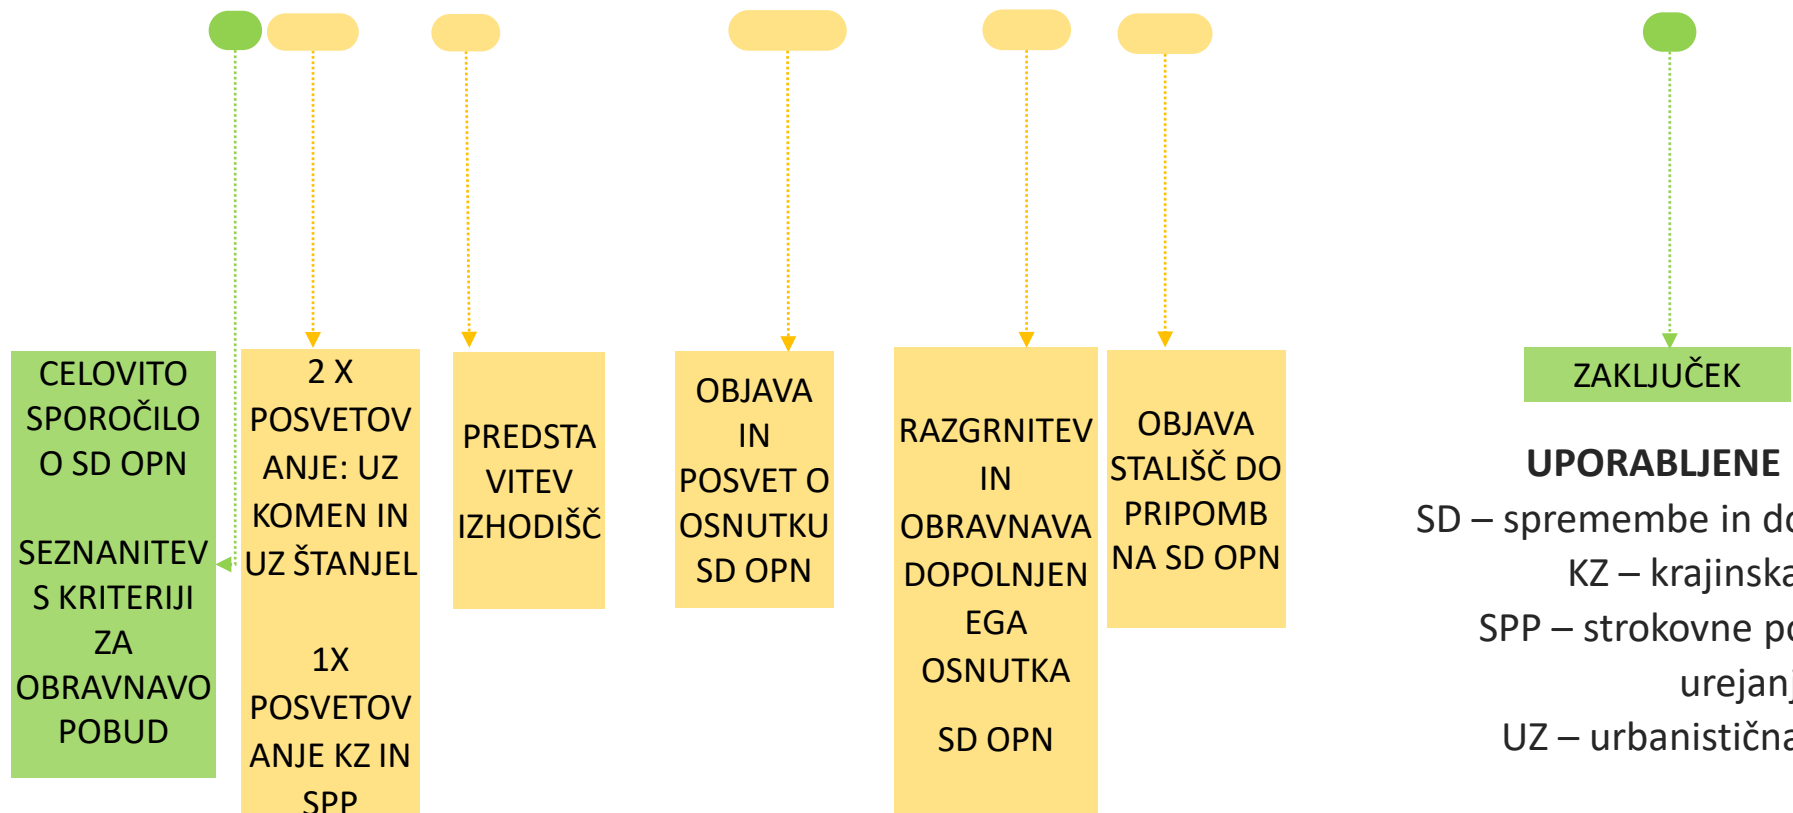 CELOVITO
SPOROČILO
O SD OPN
SEZNANITEV
S KRITERIJI
ZA
OBRAVNAVO
POBUD
2 X
POSVETOV
ANJE: UZ
KOMEN IN
UZ ŠTANJEL
1X
POSVETOV
ANJE KZ IN
SPP
PREDSTA
VITEV
IZHODIŠČ
OBJAVA
IN
POSVET O
OSNUTKU
SD OPN
RAZGRNITEV
IN
OBRAVNAVA
DOPOLNJEN
EGA
OSNUTKA
SD OPN
OBJAVA
STALIŠČ DO
PRIPOMB
NA SD OPN
ZAKLJUČEK
UPORABLJENE
SD – spremembe in do
KZ – krajinska
SPP – strokovne po
urejanj
UZ – urbanistična